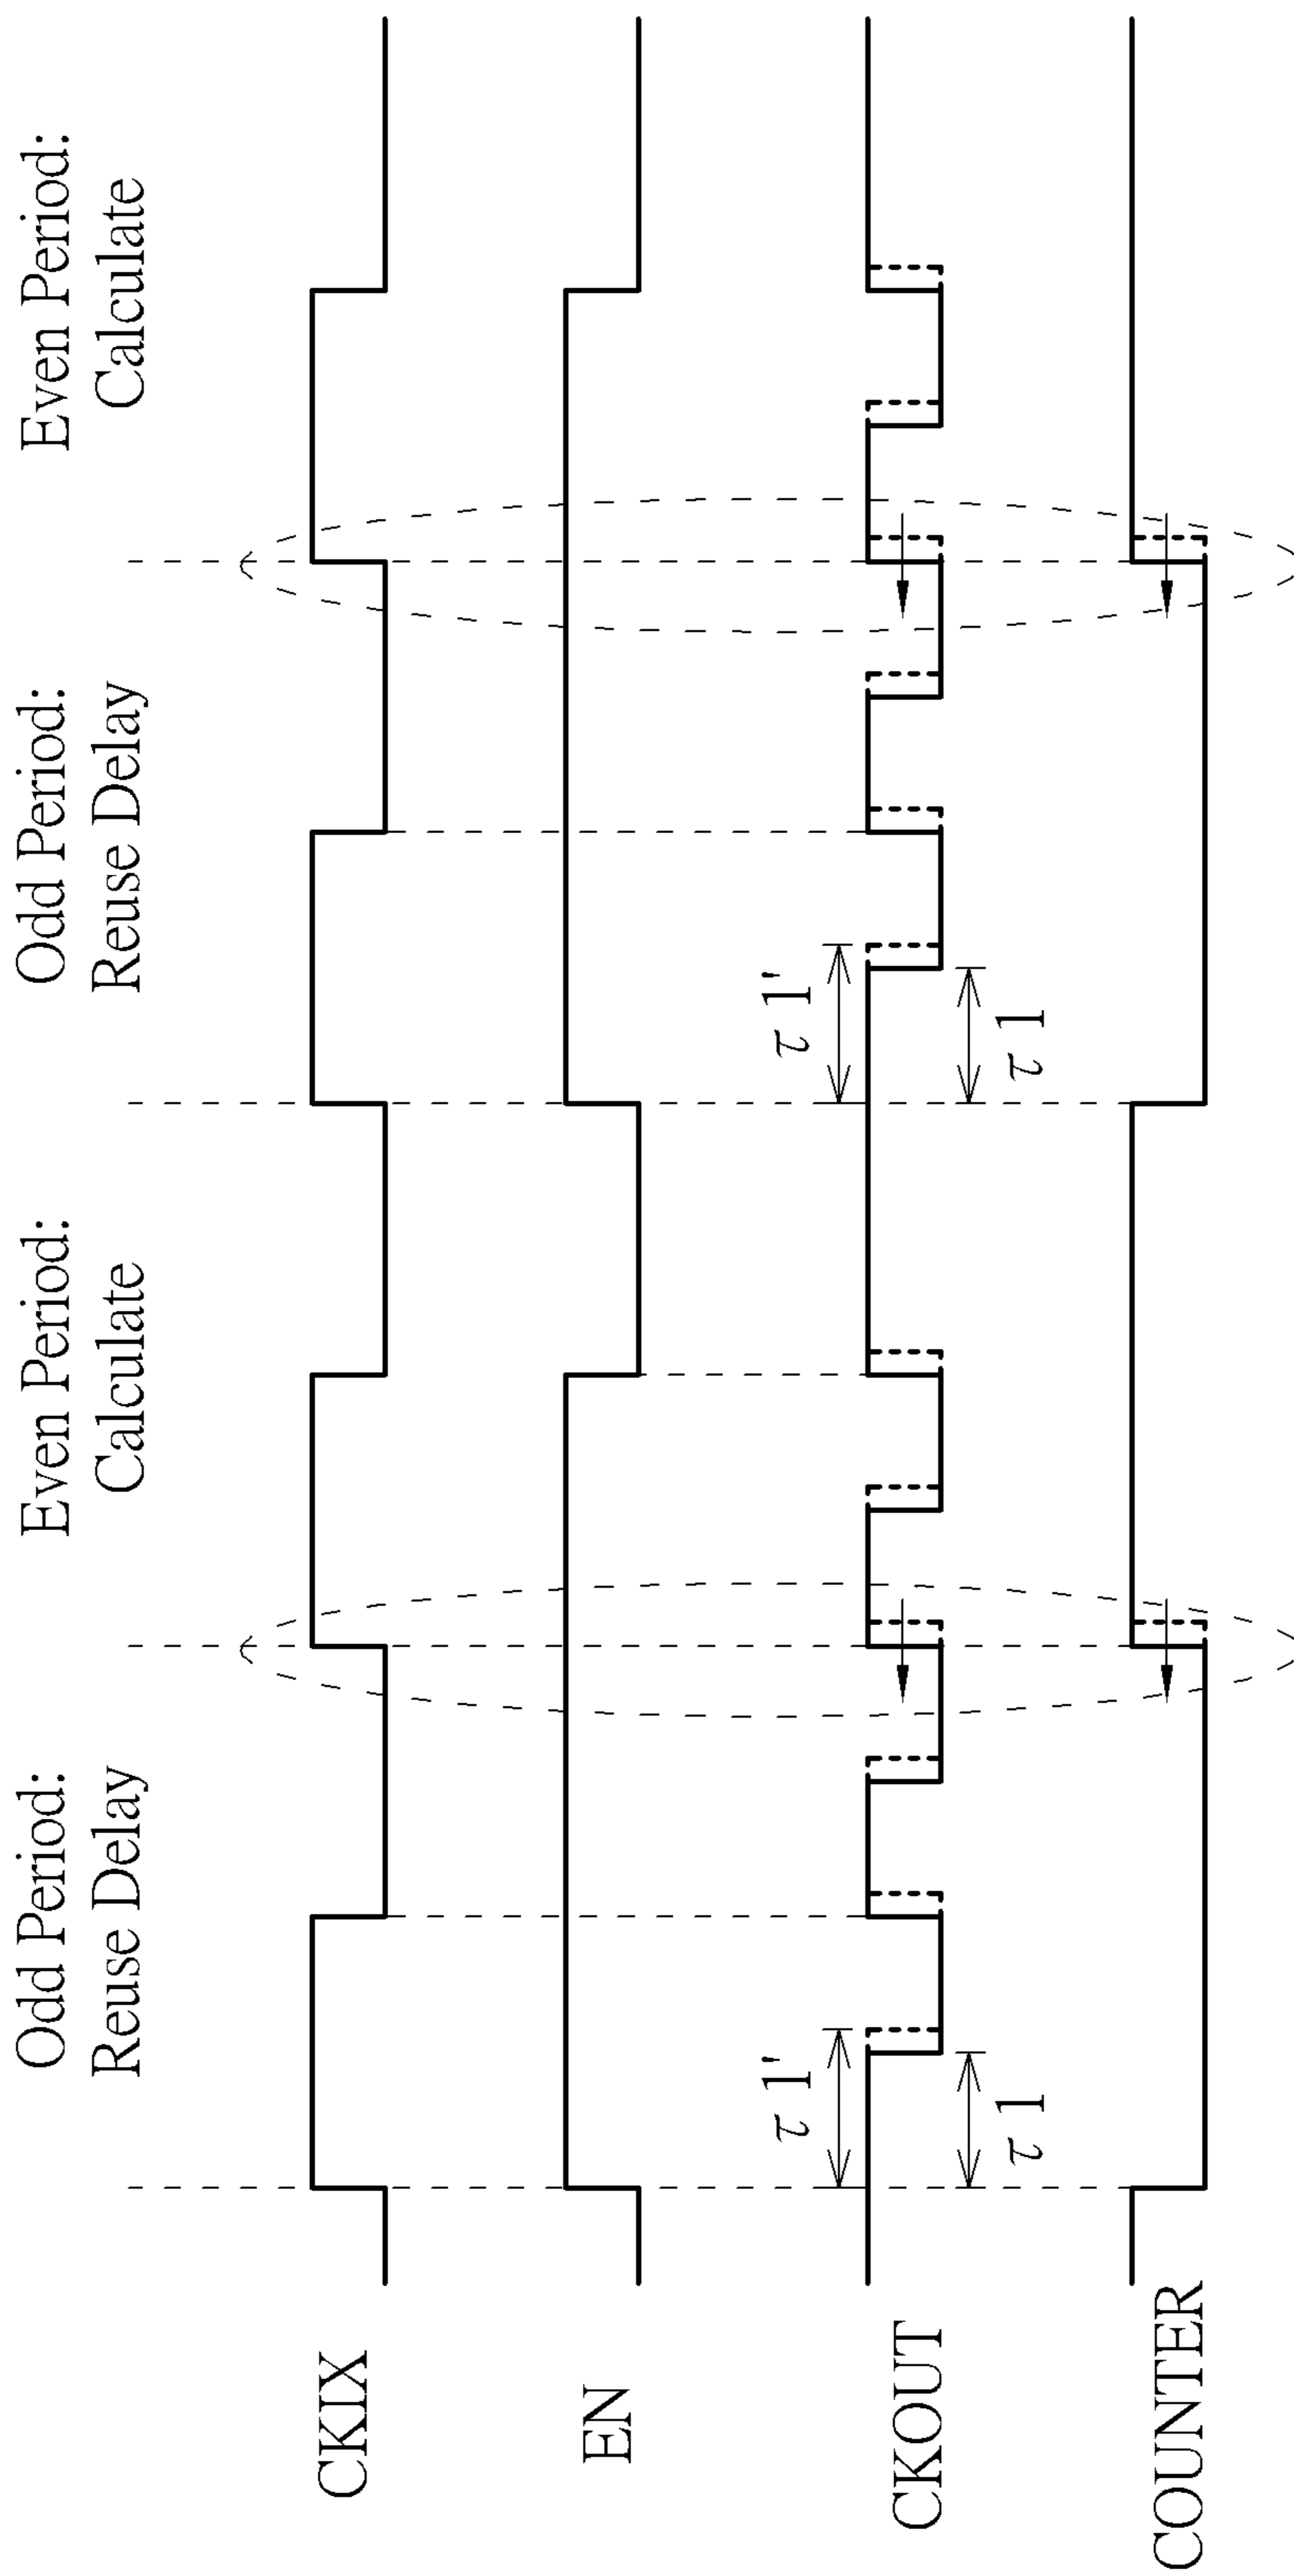 Odd Period:
Reuse Delay
Even Period:
Calculate
Odd Period:
Reuse Delay
Even Period:
Calculate
CKIX
EN
τ 1'
τ 1'
CKOUT
τ 1
τ 1
COUNTER